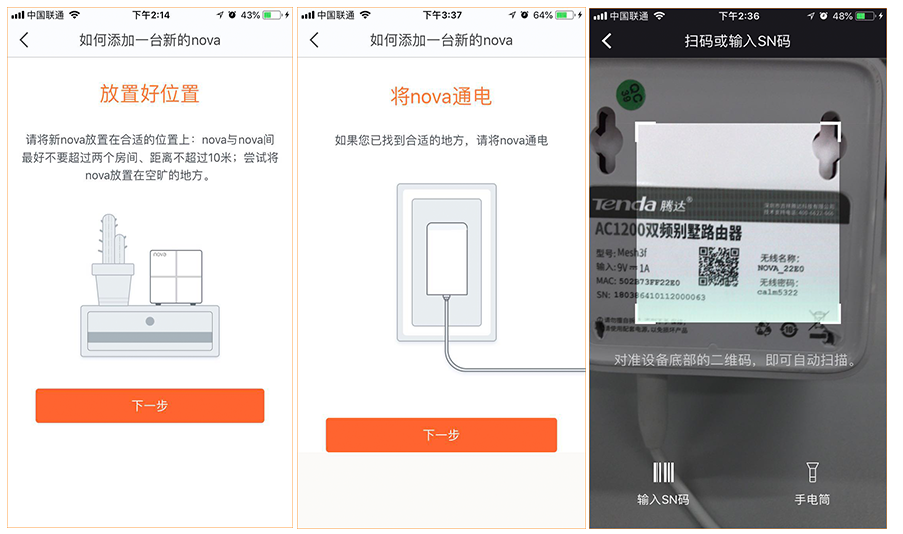 中国联通 下午2:14 43%
如何添加一台新的nova
放置好位置
请将新nova放置在合适的位置上：nova与nova间
最好不要超过两个房间、距离不超过10米；尝试将
nova放置在空旷的地方。
nova
下一步
中国联通 下午3:37 64%
如何添加一台新的nova
将nova通电
如果您已找到合适的地方，请将nova通电
下一步
中国联通 下午2:36 48%
扫码或输入SN码
Tenda 腾达®
AC1200双频别墅路由器
型号: Mesh3f
输入: 9V 1A
MAC: 502B73FF22E0
SN: 180386410112000063
无线名称:
NOVA_22E0
无线密码:
calm5322
对准设备底部的二维码，即可自动扫描。
输入SN码
手电筒